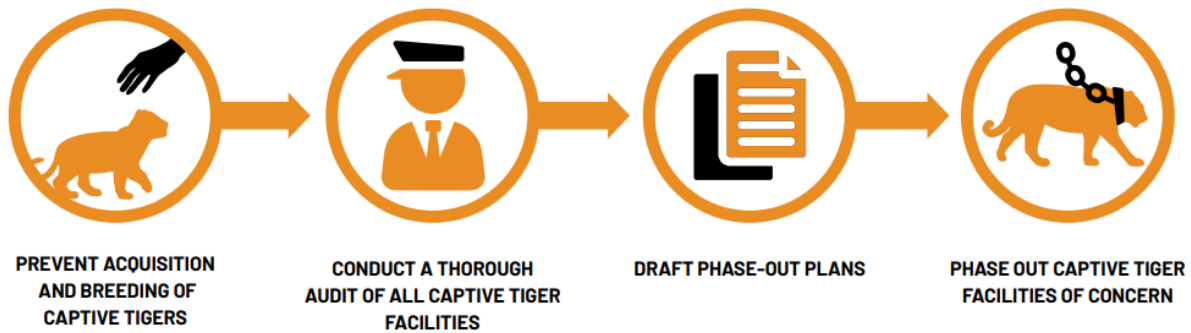 PREVENT ACQUISITION
AND BREEDING OF
CAPTIVE TIGERS
CONDUCT A THOROUGH
AUDIT OF ALL CAPTIVE TIGER
FACILITIES
DRAFT PHASE-OUT PLANS
PHASE OUT CAPTIVE TIGER
FACILITIES OF CONCERN